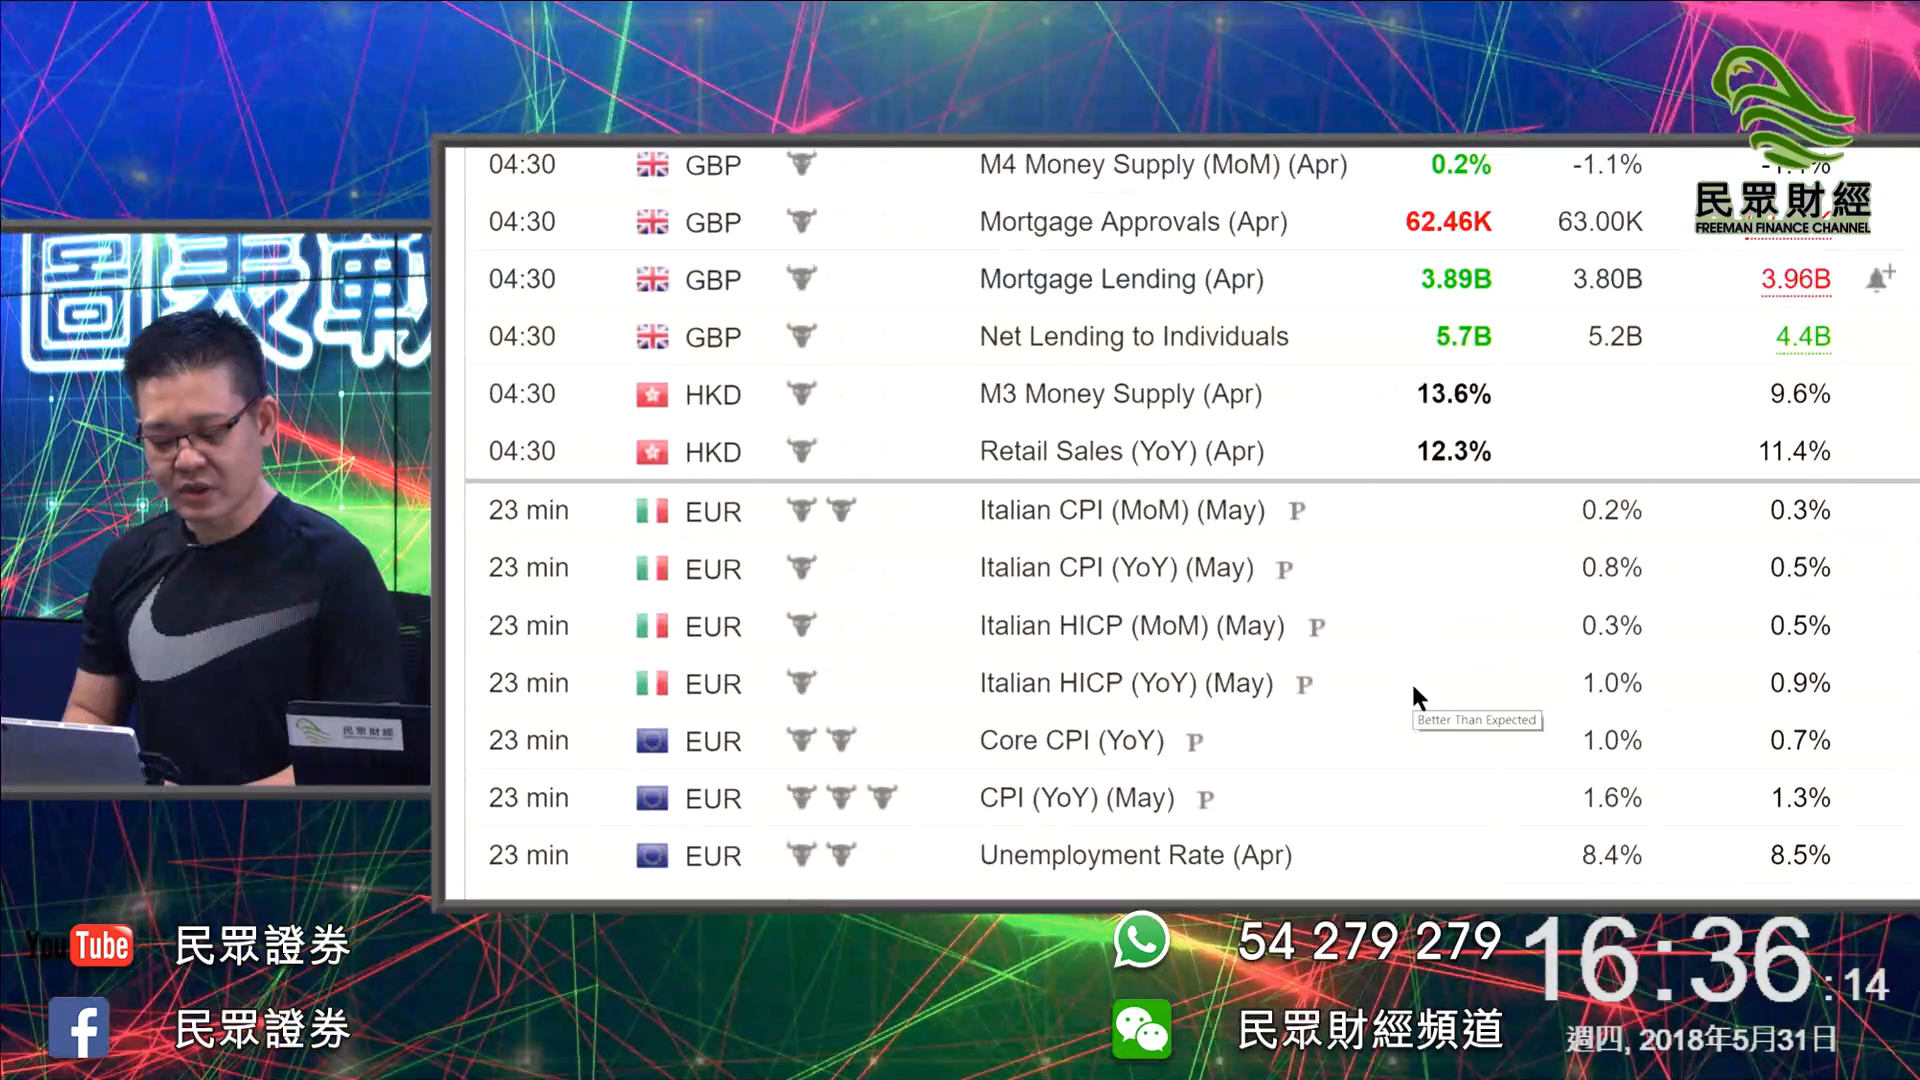 04:30 GBP M4 Money Supply (MoM) (Apr) 0.2% -1.1%
04:30 GBP Mortgage Approvals (Apr) 62.46K 63.00K
04:30 GBP Mortgage Lending (Apr) 3.89B 3.80B 3.96B
04:30 GBP Net Lending to Individuals 5.7B 5.2B 4.4B
04:30 HKD M3 Money Supply (Apr) 13.6% 9.6%
04:30 HKD Retail Sales (YoY) (Apr) 12.3% 11.4%
23 min EUR Italian CPI (MoM) (May) P 0.2% 0.3%
23 min EUR Italian CPI (YoY) (May) P 0.8% 0.5%
23 min EUR Italian HICP (MoM) (May) P 0.3% 0.5%
23 min EUR Italian HICP (YoY) (May) P 1.0% 0.9%
Better Than Expected
23 min EUR Core CPI (YoY) P 1.0% 0.7%
23 min EUR CPI (YoY) (May) P 1.6% 1.3%
23 min EUR Unemployment Rate (Apr) 8.4% 8.5%
民眾財經
FREEMAN FINANCE CHANNEL
圖表戰
民眾財經
YouTube 民眾證券
f 民眾證券
54 279 279
民眾財經頻道
16:36:14
週四, 2018年5月31日